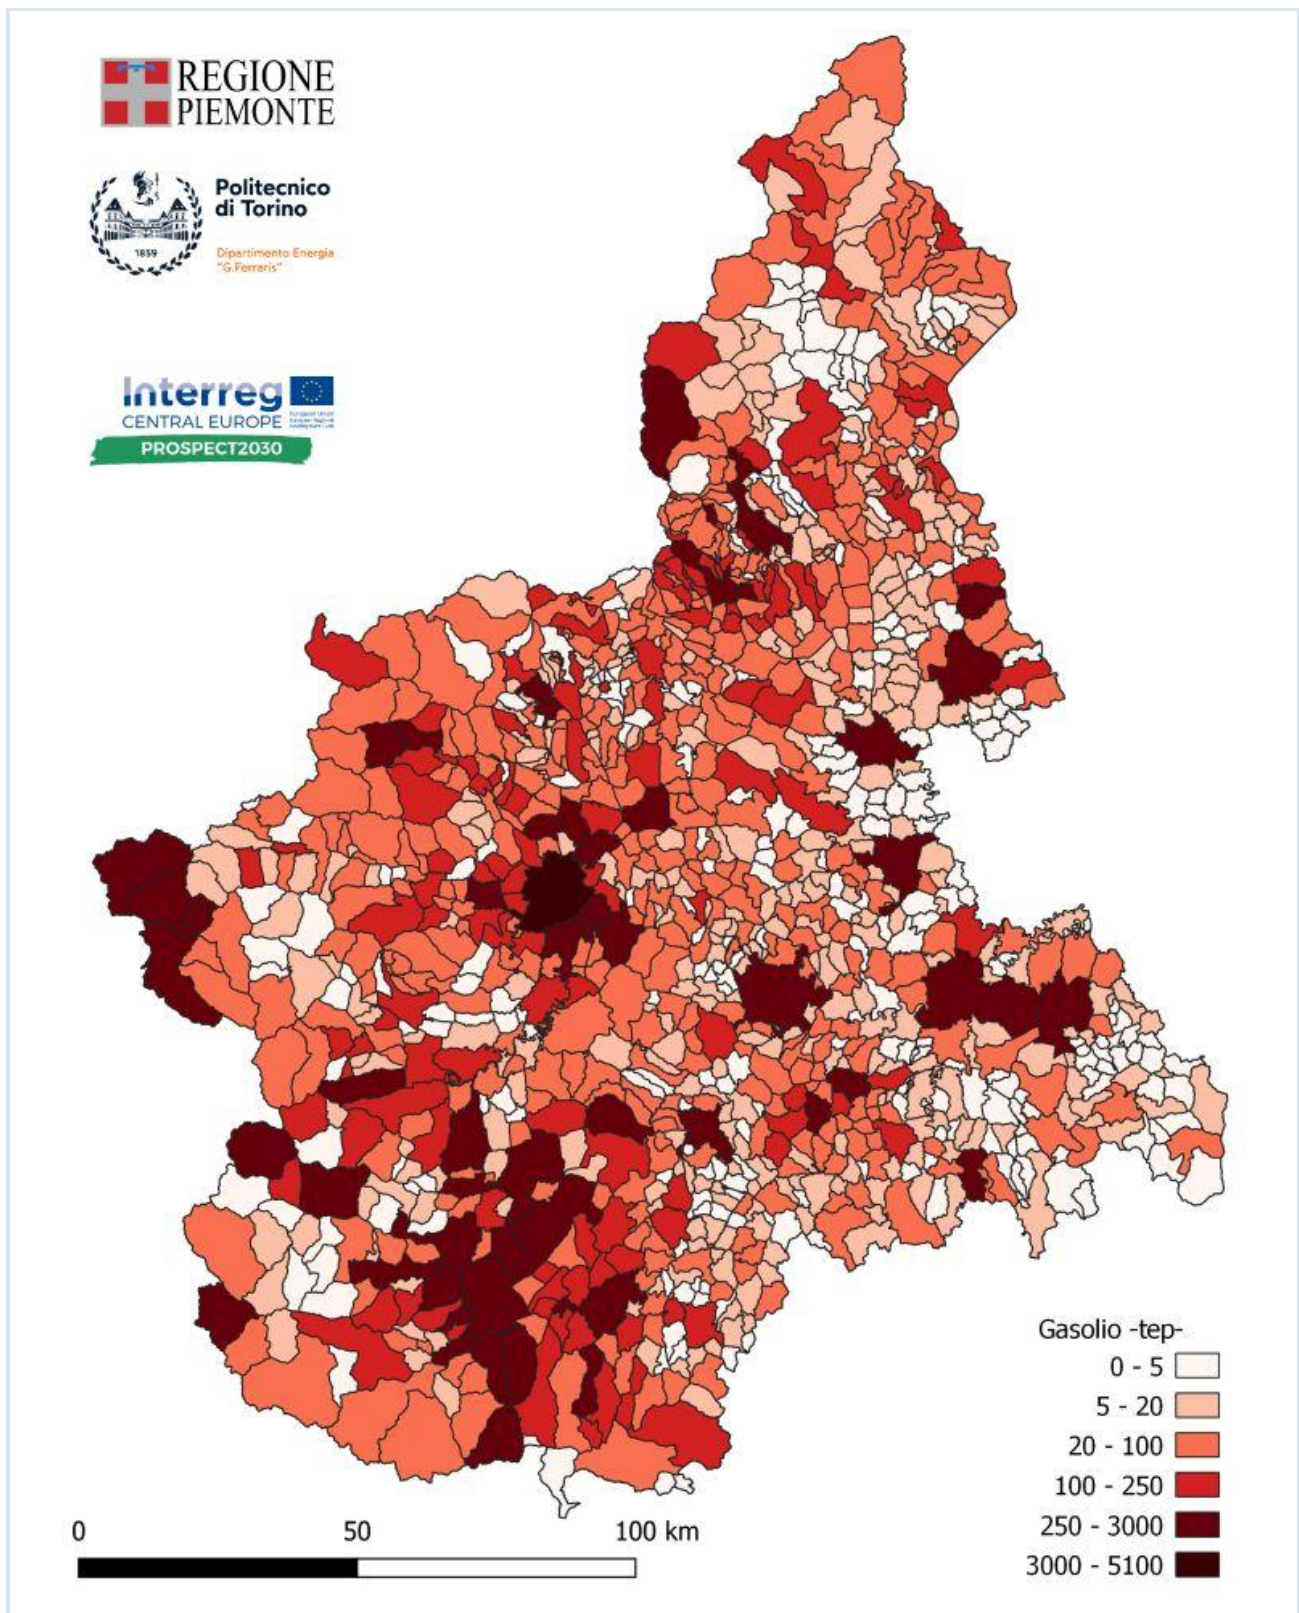 REGIONE
PIEMONTE
Politecnico
di Torino
1859
Dipartimento Energia
"G.Ferraris"
Interreg
CENTRAL EUROPE
PROSPECT2030
Gasolio -tep-
0 - 5
5 - 20
20 - 100
100 - 250
250 - 3000
3000 - 5100
0 50 100 km